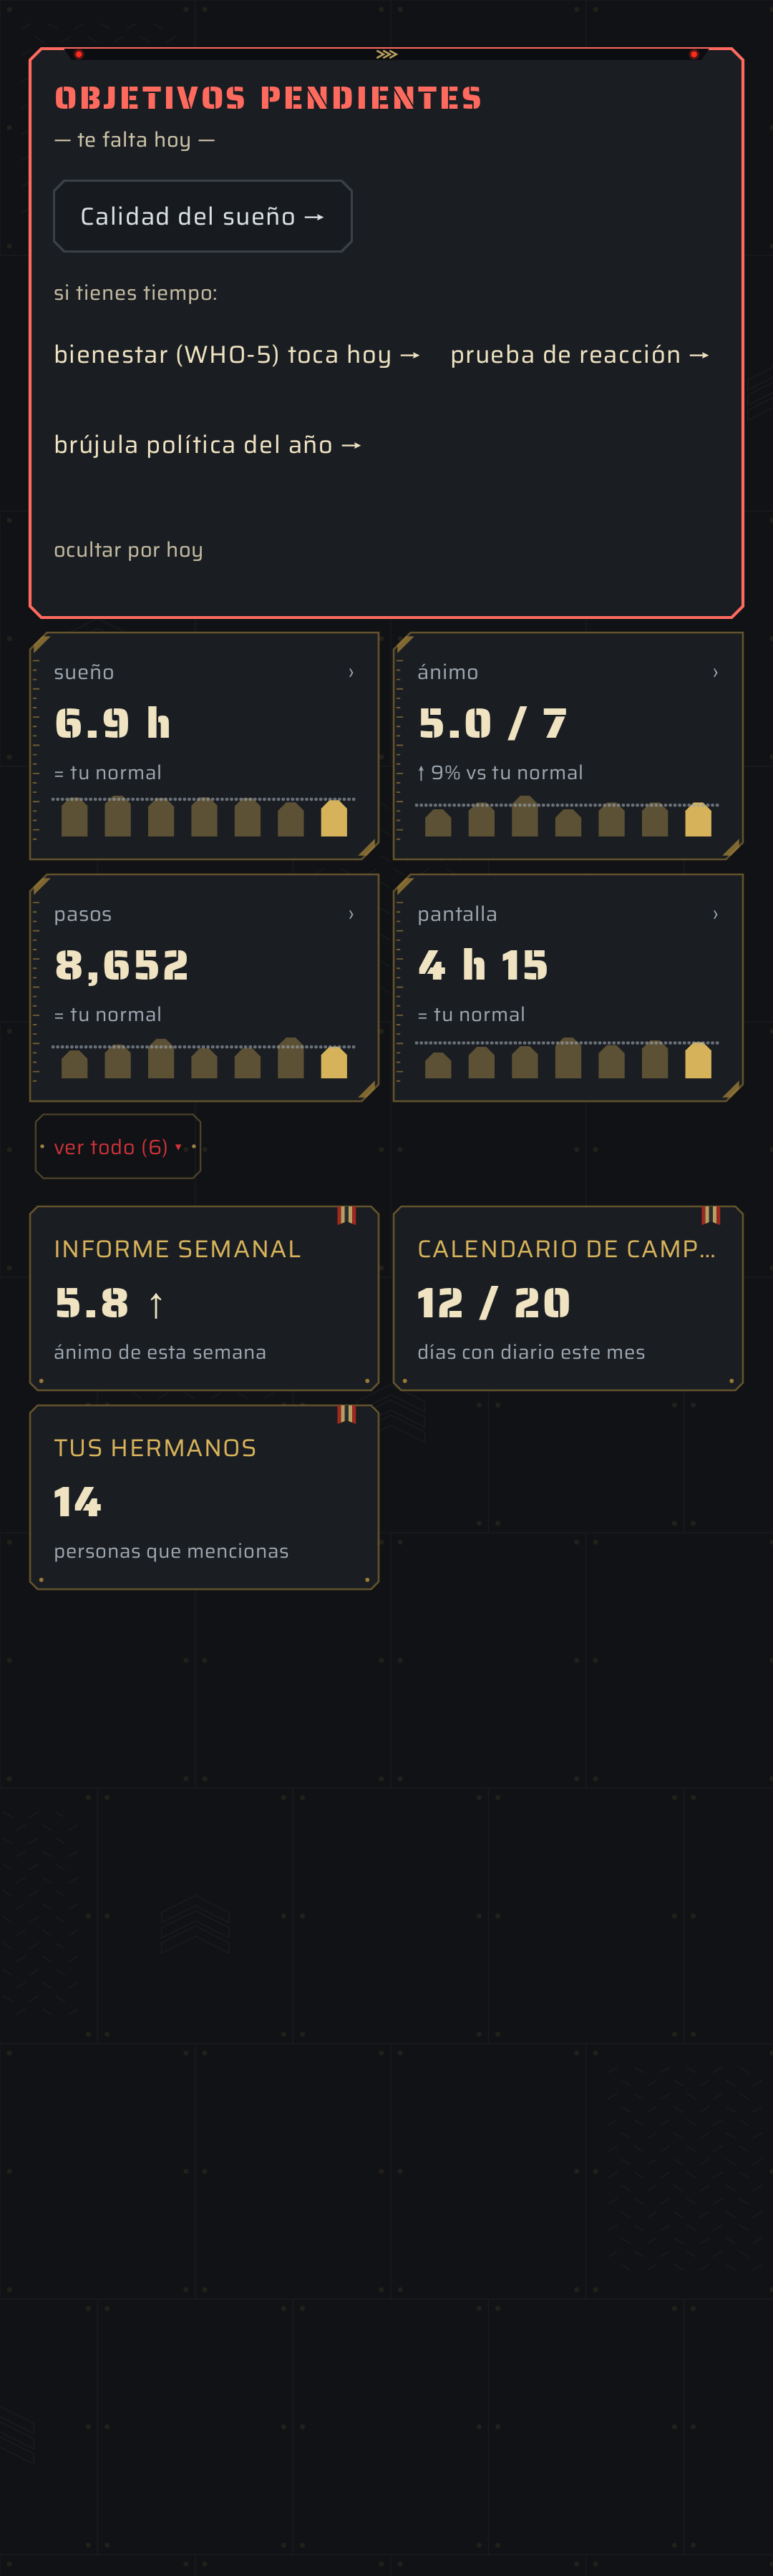 OBJETIVOS PENDIENTES
— te falta hoy —
Calidad del sueño →
si tienes tiempo:
bienestar (WHO-5) toca hoy → prueba de reacción →
brújula política del año →
ocultar por hoy
sueño ›
6.9 h
= tu normal
ánimo ›
5.0 / 7
↑ 9% vs tu normal
pasos ›
8,652
= tu normal
pantalla ›
4 h 15
= tu normal
ver todo (6) ▾
INFORME SEMANAL
5.8 ↑
ánimo de esta semana
CALENDARIO DE CAMP...
12 / 20
días con diario este mes
TUS HERMANOS
14
personas que mencionas